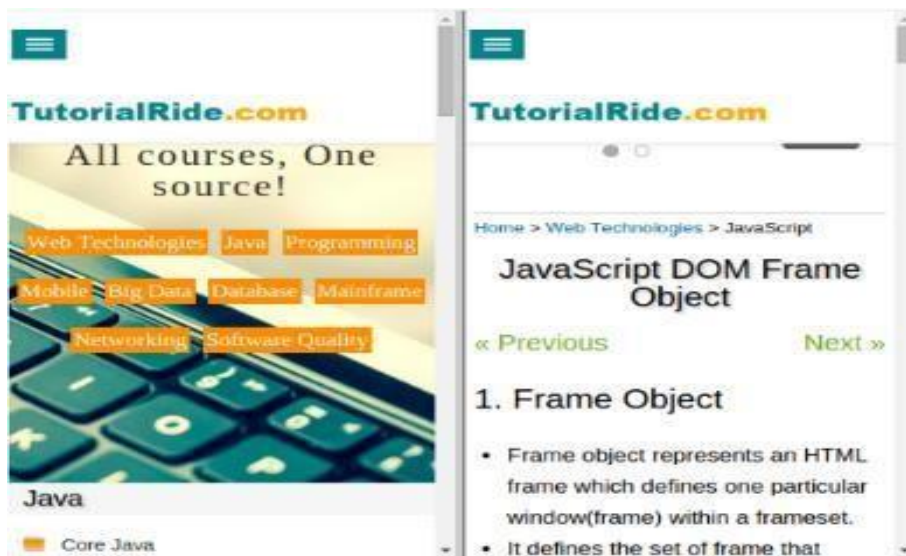 TutorialRide.com
All courses, One
source!
Web Technologies Java Programming
Mobile Big Data Database Mainframe
Networking Software Quality
Java
Core Java
TutorialRide.com
Home > Web Technologies > JavaScript
JavaScript DOM Frame
Object
« Previous Next »
1. Frame Object
• Frame object represents an HTML
frame which defines one particular
window(frame) within a frameset.
• It defines the set of frame that